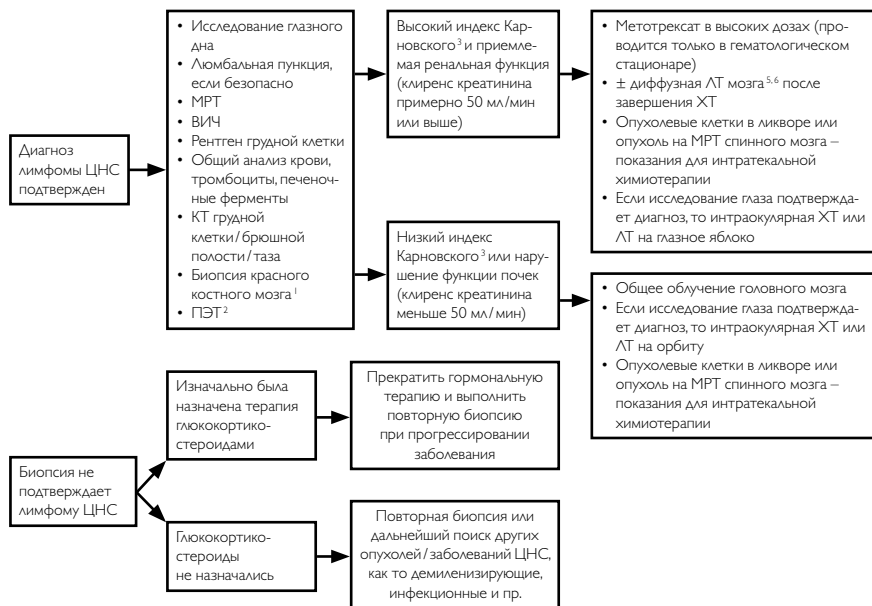 Диагноз
лимфомы ЦНС
подтвержден
• Исследование глазного
дна
• Люмбальная пункция,
если безопасно
• МРТ
• ВИЧ
• Рентген грудной клетки
• Общий анализ крови,
тромбоциты, печеноч-
ные ферменты
• КТ грудной
клетки/брюшной
полости/таза
• Биопсия красного
костного мозга 1
• ПЭТ 2
Высокий индекс Кар-
новского 3 и приемле-
мая ренальная функция
(клиренс креатинина
примерно 50 мл/мин
или выше)
• Метотрексат в высоких дозах (про-
водится только в гематологическом
стационаре)
• ± диффузная ЛТ мозга 5, 6 после
завершения ХТ
• Опухолевые клетки в ликворе или
опухоль на МРТ спинного мозга –
показания для интратекальной
химиотерапии
• Если исследование глаза подтвержда-
ет диагноз, то интраокулярная ХТ или
ЛТ на глазное яблоко
Низкий индекс
Карновского 3 или нару-
шение функции почек
(клиренс креатинина
меньше 50 мл/мин)
• Общее облучение головного мозга
• Если исследование глаза подтвержда-
ет диагноз, то интраокулярная ХТ или
ЛТ на орбиту
• Опухолевые клетки в ликворе или
опухоль на МРТ спинного мозга –
показания для интратекальной
химиотерапии
Биопсия не
подтверждает
лимфому ЦНС
Изначально была
назначена терапия
глюкокортико-
стероидами
Прекратить гормональную
терапию и выполнить
повторную биопсию
при прогрессировании
заболевания
Глюкокортико-
стероиды
не назначались
Повторная биопсия или
дальнейший поиск других
опухолей/заболеваний ЦНС,
как то демиленизирующие,
инфекционные и пр.